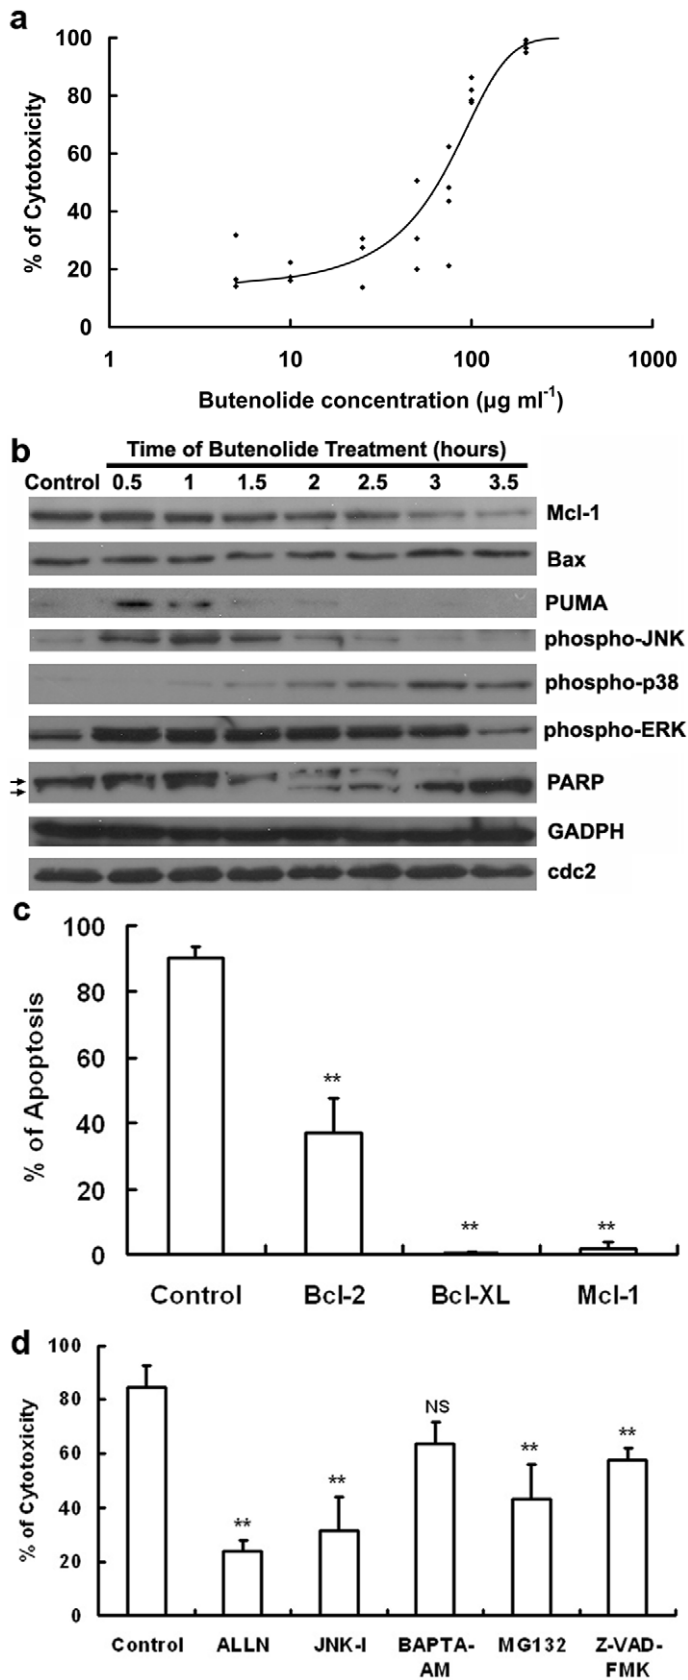 a
100
80
60
40
20
0
% of Cytotoxicity
1 10 100 1000
Butenolide concentration (µg ml-1)
b
Time of Butenolide Treatment (hours)
Control 0.5 1 1.5 2 2.5 3 3.5
Mcl-1
Bax
PUMA
phospho-JNK
phospho-p38
phospho-ERK
PARP
GADPH
cdc2
c
100
80
60
40
20
0
% of Apoptosis
**
**
**
Control Bcl-2 Bcl-XL Mcl-1
d
100
80
60
40
20
0
% of Cytotoxicity
**
**
NS
**
**
Control ALLN JNK-I BAPTA- MG132 Z-VAD-
AM FMK